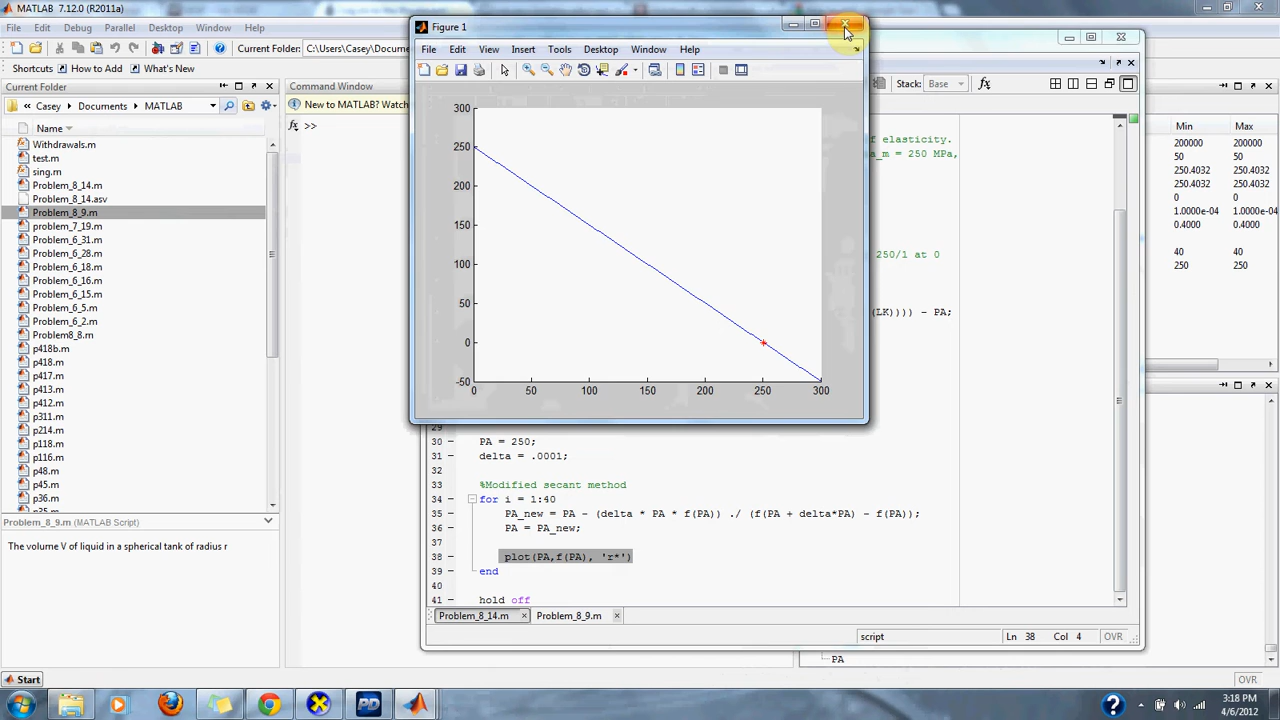 MATLAB 7.12.0 (R2011a)
File Edit Debug Parallel Desktop Window Help
Current Folder: C:\Users\Casey\Docume
Shortcuts How to Add What's New
Current Folder
Casey Documents MATLAB
Name
Withdrawals.m
test.m
sing.m
Problem_8_14.m
Problem_8_14.asv
Problem_8_9.m
problem_7_19.m
Problem_6_31.m
Problem_6_28.m
Problem_6_18.m
Problem_6_16.m
Problem_6_15.m
Problem_6_5.m
Problem_6_2.m
Problem8_8.m
p418b.m
p418.m
p417.m
p413.m
p412.m
p311.m
p214.m
p118.m
p116.m
p48.m
p45.m
p36.m
p35.m
Problem_8_9.m (MATLAB Script)
The volume V of liquid in a spherical tank of radius r
Command Window
New to MATLAB? Watch
fx >>
Figure 1
File Edit View Insert Tools Desktop Window Help
300
250
200
150
100
50
0
-50
0 50 100 150 200 250 300
Stack: Base fx
of elasticity.
a_m = 250 MPa,
250/1 at 0
(LK)))) - PA;
29
30 PA = 250;
31 delta = .0001;
32
33 %Modified secant method
34 for i = 1:40
35 PA_new = PA - (delta * PA * f(PA)) ./ (f(PA + delta*PA) - f(PA));
36 PA = PA_new;
37
38 plot(PA,f(PA), 'r*')
39 end
40
41 hold off
Problem_8_14.m Problem_8_9.m
script Ln 38 Col 4 OVR
Min Max
200000 200000
50 50
250.4032 250.4032
250.4032 250.4032
0 0
1.0000e-04 1.0000e-04
0.4000 0.4000
40 40
250 250
PA
Start
OVR
PD
3:18 PM
4/6/2012